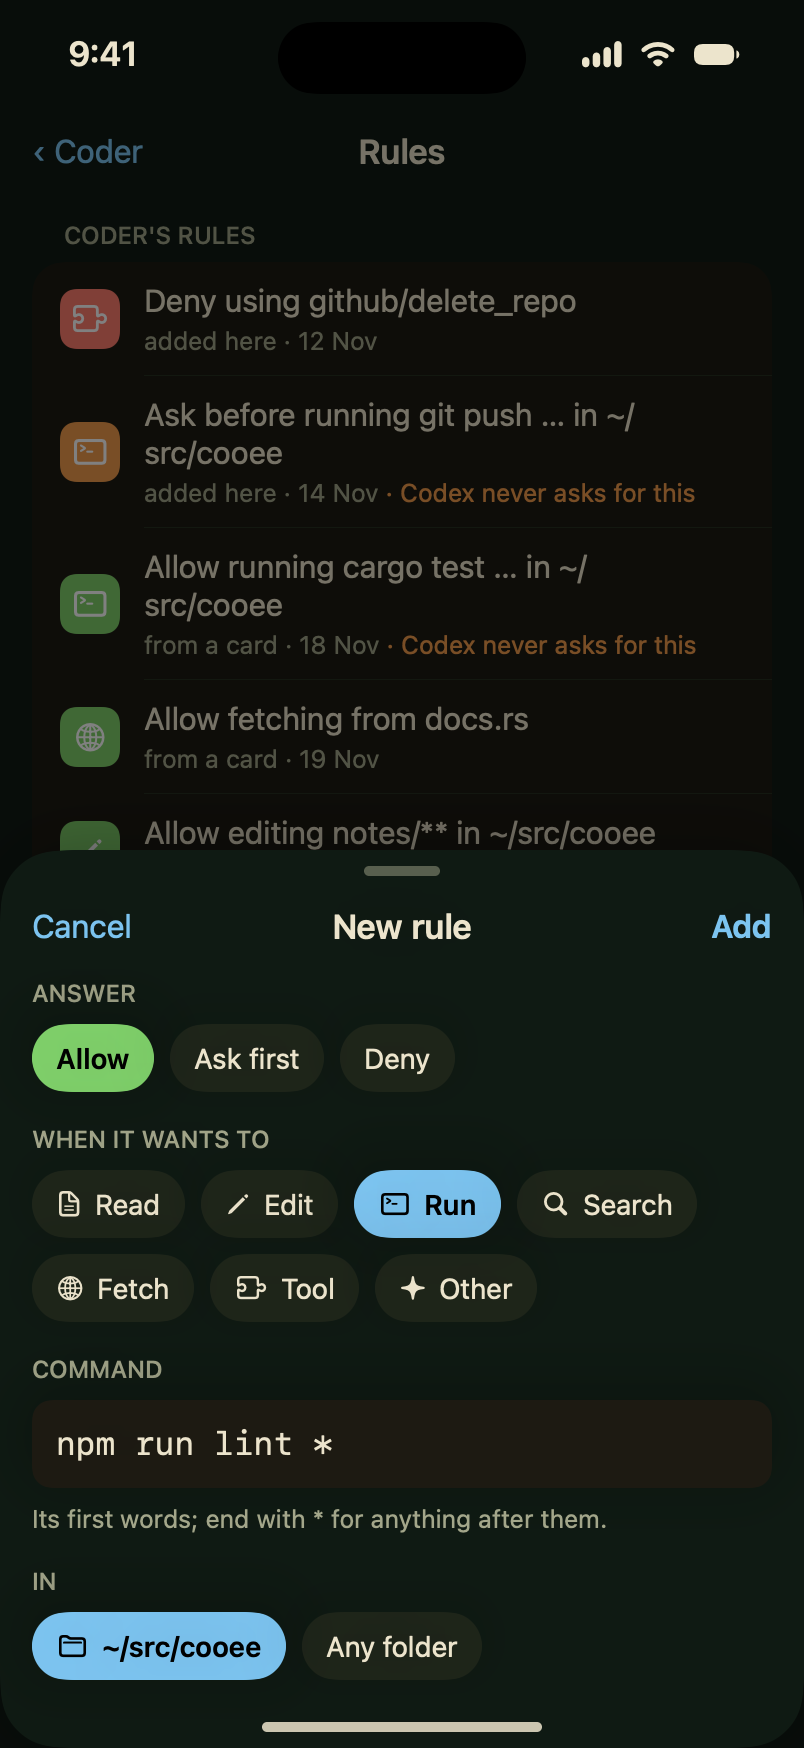 9:41
‹ Coder
Rules
CODER'S RULES
Deny using github/delete_repo
added here · 12 Nov
Ask before running git push ... in ~/
src/cooee
added here · 14 Nov · Codex never asks for this
Allow running cargo test ... in ~/
src/cooee
from a card · 18 Nov · Codex never asks for this
Allow fetching from docs.rs
from a card · 19 Nov
Allow editing notes/** in ~/src/cooee
Cancel
New rule
Add
ANSWER
Allow
Ask first
Deny
WHEN IT WANTS TO
Read
Edit
Run
Search
Fetch
Tool
Other
COMMAND
npm run lint *
Its first words; end with * for anything after them.
IN
~/src/cooee
Any folder